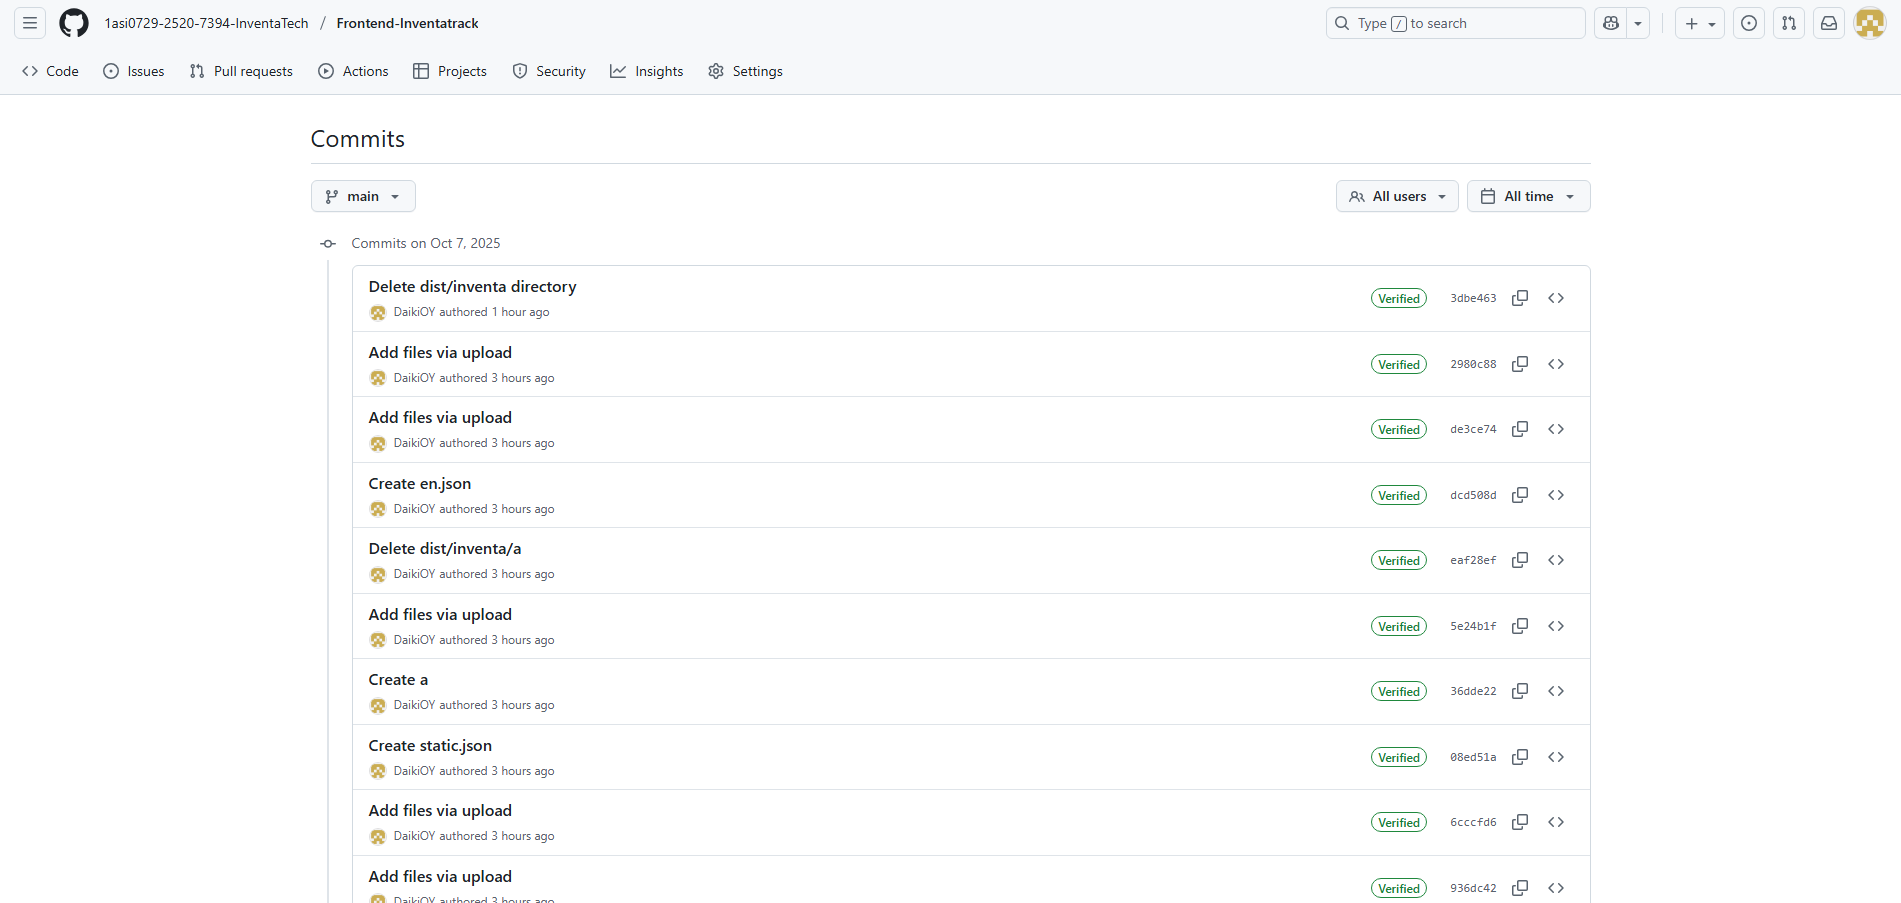 1asi0729-2520-7394-InventaTech / Frontend-Inventatrack
Type / to search
Code Issues Pull requests Actions Projects Security Insights Settings
Commits
main
All users All time
Commits on Oct 7, 2025
Delete dist/inventa directory
Verified 3dbe463
DaikiOY authored 1 hour ago
Add files via upload
Verified 2980c88
DaikiOY authored 3 hours ago
Add files via upload
Verified de3ce74
DaikiOY authored 3 hours ago
Create en.json
Verified dcd508d
DaikiOY authored 3 hours ago
Delete dist/inventa/a
Verified eaf28ef
DaikiOY authored 3 hours ago
Add files via upload
Verified 5e24b1f
DaikiOY authored 3 hours ago
Create a
Verified 36dde22
DaikiOY authored 3 hours ago
Create static.json
Verified 08ed51a
DaikiOY authored 3 hours ago
Add files via upload
Verified 6cccfd6
DaikiOY authored 3 hours ago
Add files via upload
Verified 936dc42
DaikiOY authored 3 hours ago